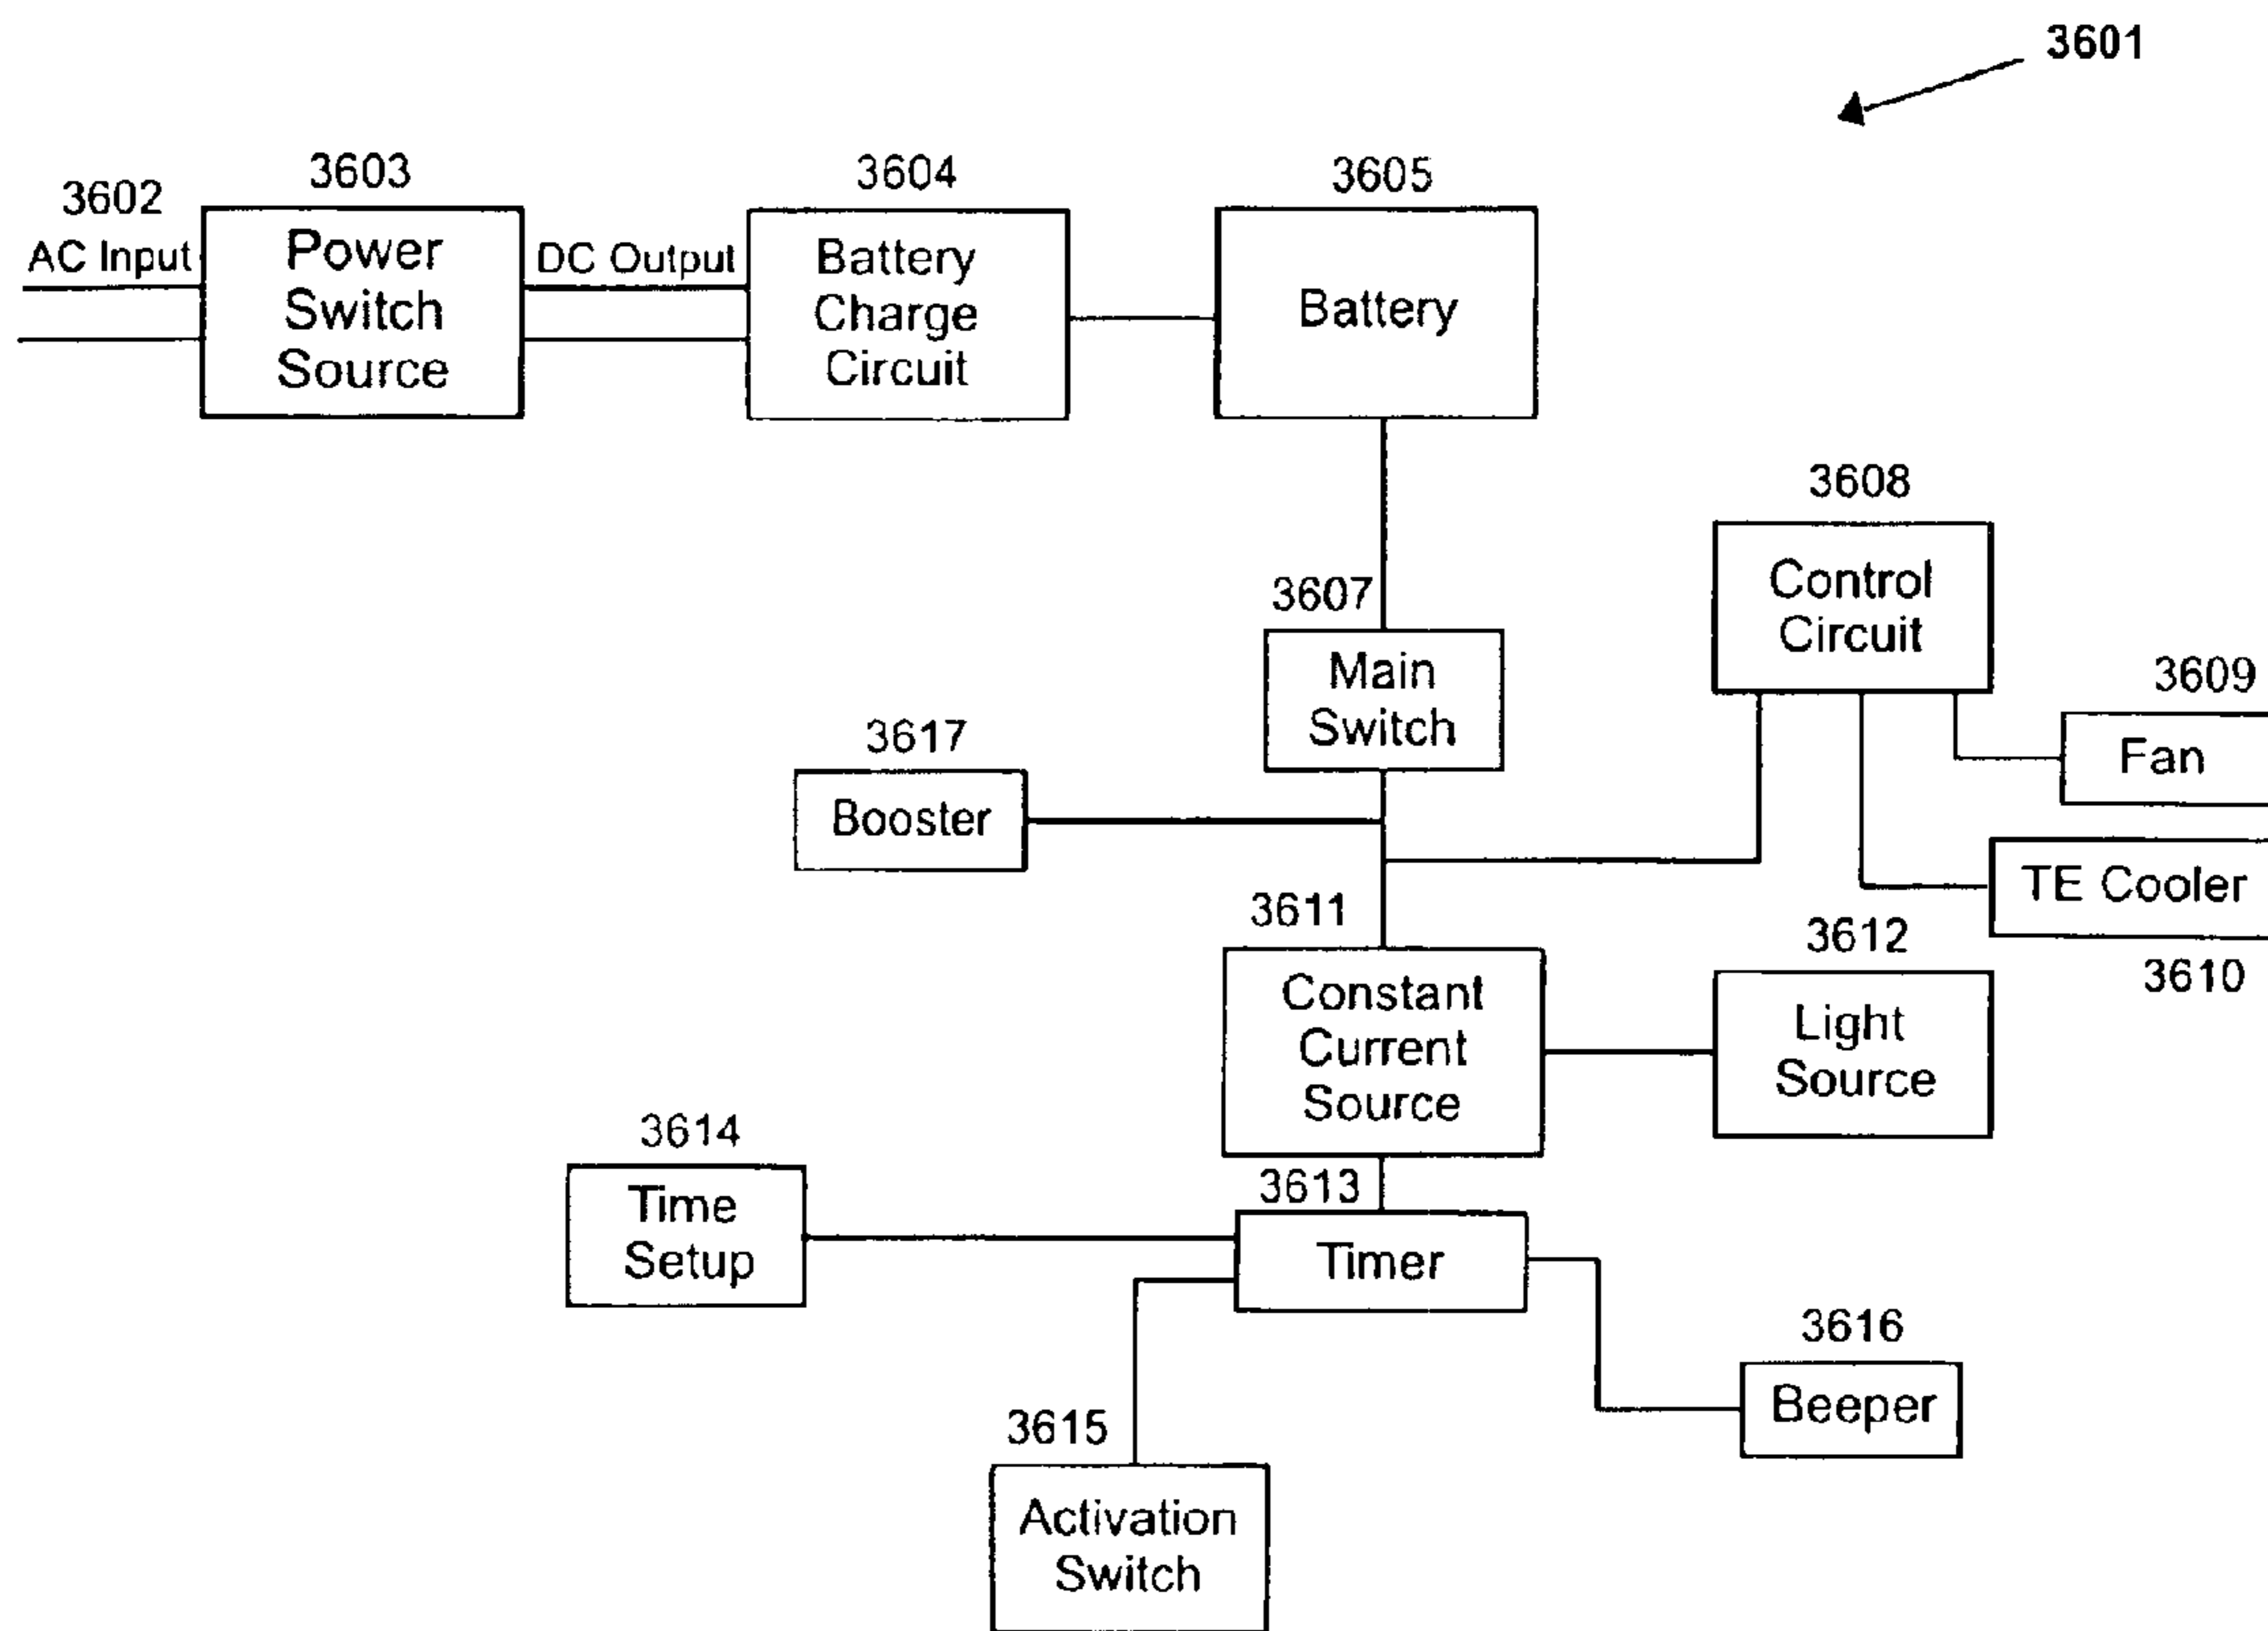 3601
3602
AC Input
3603
Power
Switch
Source
DC Output
3604
Battery
Charge
Circuit
3605
Battery
3607
Main
Switch
3608
Control
Circuit
3609
Fan
TE Cooler
3610
3617
Booster
3611
Constant
Current
Source
3612
Light
Source
3613
Timer
3614
Time
Setup
3615
Activation
Switch
3616
Beeper